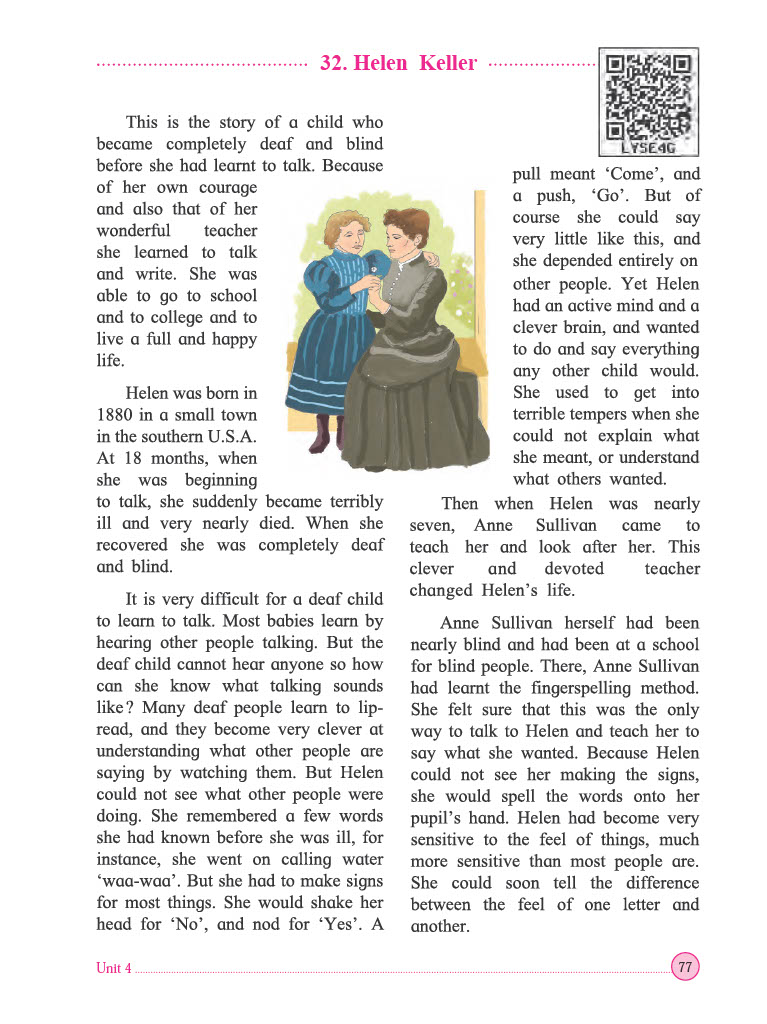 32. Helen Keller
LYSE4G
This is the story of a child who
became completely deaf and blind
before she had learnt to talk. Because
of her own courage
and also that of her
wonderful teacher
she learned to talk
and write. She was
able to go to school
and to college and to
live a full and happy
life.
Helen was born in
1880 in a small town
in the southern U.S.A.
At 18 months, when
she was beginning
to talk, she suddenly became terribly
ill and very nearly died. When she
recovered she was completely deaf
and blind.
It is very difficult for a deaf child
to learn to talk. Most babies learn by
hearing other people talking. But the
deaf child cannot hear anyone so how
can she know what talking sounds
like? Many deaf people learn to lip-
read, and they become very clever at
understanding what other people are
saying by watching them. But Helen
could not see what other people were
doing. She remembered a few words
she had known before she was ill, for
instance, she went on calling water
‘waa-waa’. But she had to make signs
for most things. She would shake her
head for ‘No’, and nod for ‘Yes’. A
pull meant ‘Come’, and
a push, ‘Go’. But of
course she could say
very little like this, and
she depended entirely on
other people. Yet Helen
had an active mind and a
clever brain, and wanted
to do and say everything
any other child would.
She used to get into
terrible tempers when she
could not explain what
she meant, or understand
what others wanted.
Then when Helen was nearly
seven, Anne Sullivan came to
teach her and look after her. This
clever and devoted teacher
changed Helen’s life.
Anne Sullivan herself had been
nearly blind and had been at a school
for blind people. There, Anne Sullivan
had learnt the fingerspelling method.
She felt sure that this was the only
way to talk to Helen and teach her to
say what she wanted. Because Helen
could not see her making the signs,
she would spell the words onto her
pupil’s hand. Helen had become very
sensitive to the feel of things, much
more sensitive than most people are.
She could soon tell the difference
between the feel of one letter and
another.
Unit 4
77